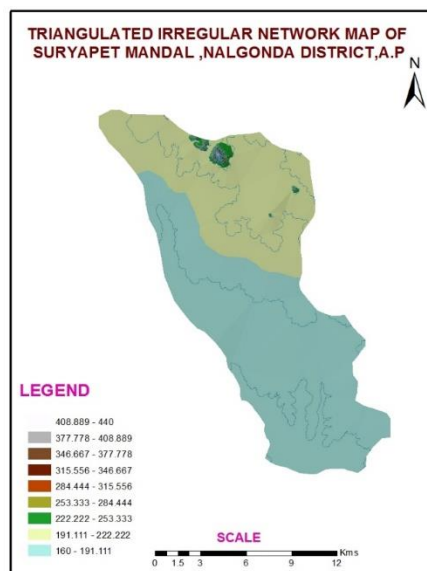 TRIANGULATED IRREGULAR NETWORK MAP OF
SURYAPET MANDAL ,NALGONDA DISTRICT,A.P
N
LEGEND
408.889 - 440
377.778 - 408.889
346.667 - 377.778
315.556 - 346.667
284.444 - 315.556
253.333 - 284.444
222.222 - 253.333
191.111 - 222.222
160 - 191.111
SCALE
Kms
0 1.5 3 6 9 12